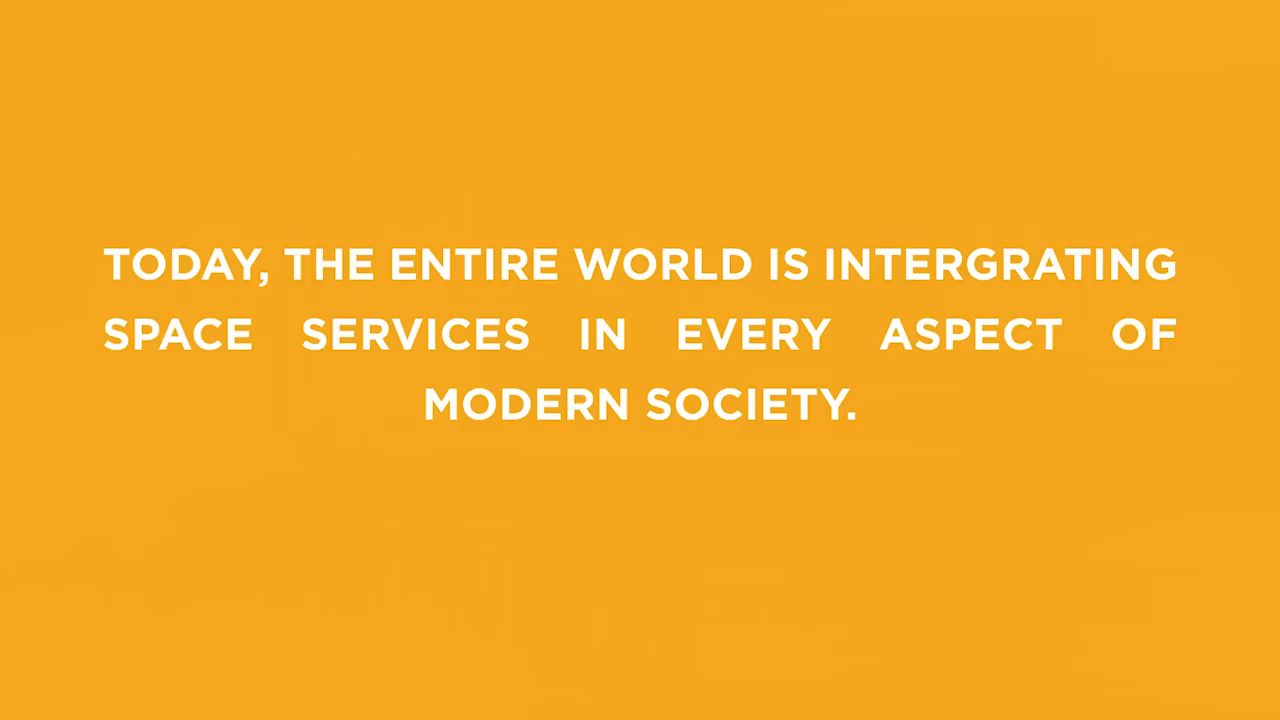 TODAY, THE ENTIRE WORLD IS INTERGRATING
SPACE SERVICES IN EVERY ASPECT OF
MODERN SOCIETY.